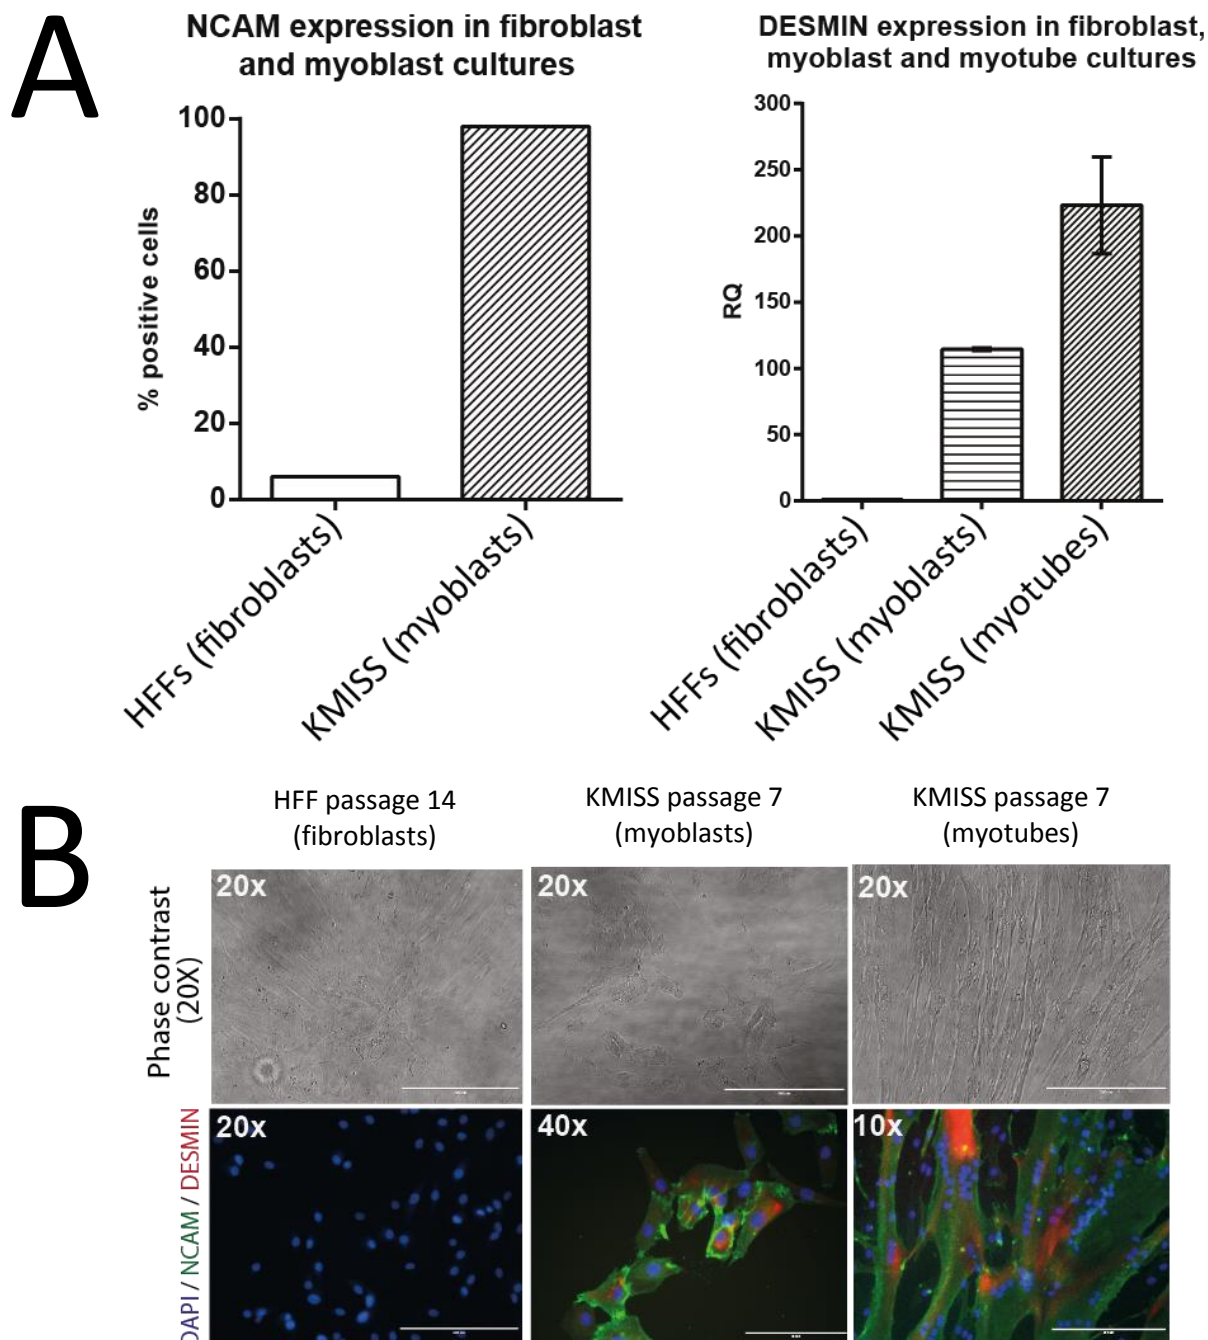 A
NCAM expression in fibroblast
and myoblast cultures
% positive cells
100
80
60
40
20
0
HFFs (fibroblasts)
KMISS (myoblasts)
DESMIN expression in fibroblast,
myoblast and myotube cultures
RQ
300
250
200
150
100
50
0
HFFs (fibroblasts)
KMISS (myoblasts)
KMISS (myotubes)
B
HFF passage 14
(fibroblasts)
KMISS passage 7
(myoblasts)
KMISS passage 7
(myotubes)
Phase contrast
(20X)
20x
20x
20x
DAPI / NCAM / DESMIN
20x
40x
10x